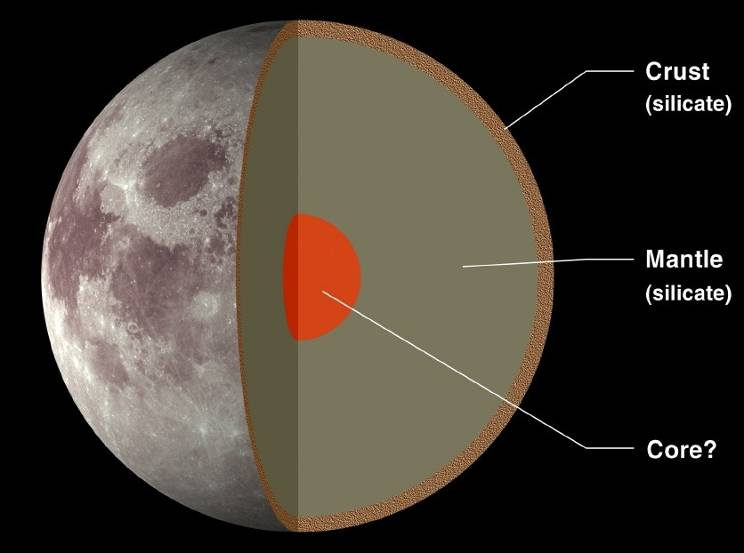 Crust
(silicate)
Mantle
(silicate)
Core?